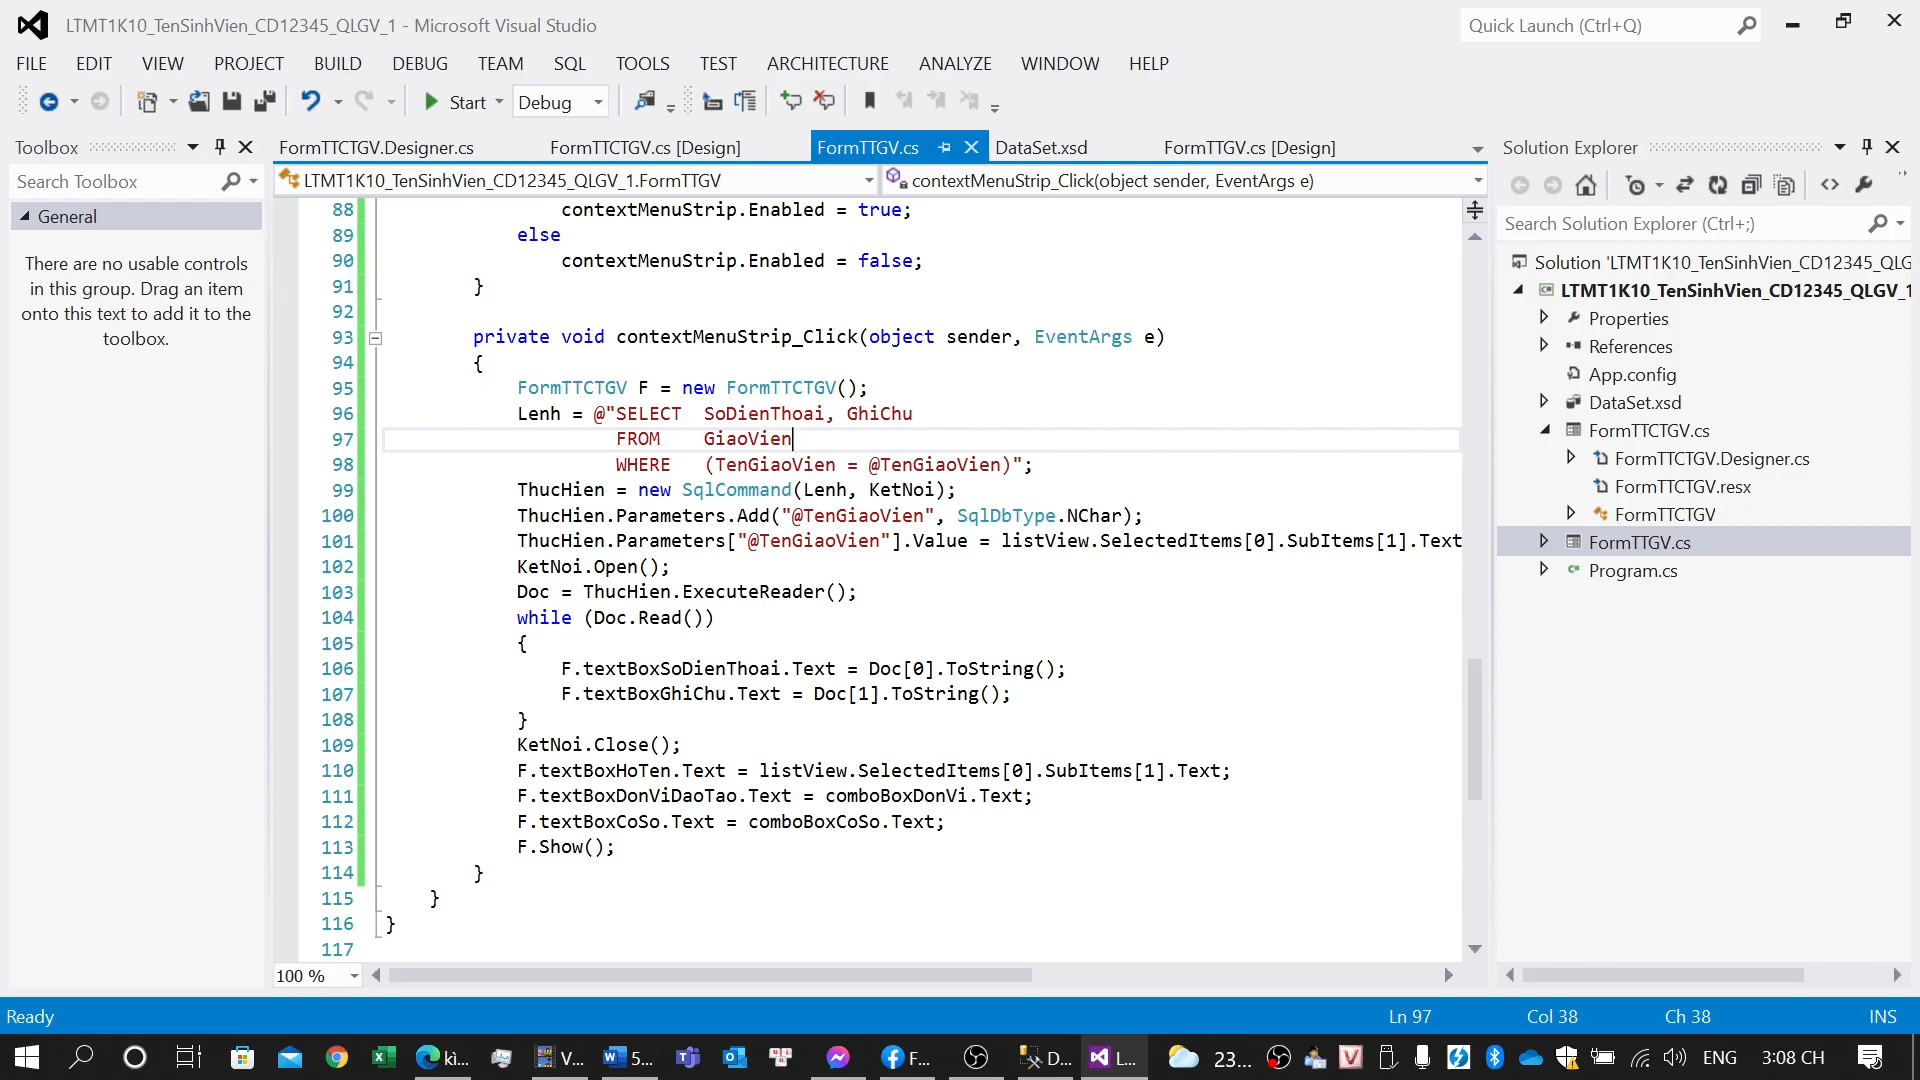 LTMT1K10_TenSinhVien_CD12345_QLGV_1 - Microsoft Visual Studio
Quick Launch (Ctrl+Q)
FILE EDIT VIEW PROJECT BUILD DEBUG TEAM SQL TOOLS TEST ARCHITECTURE ANALYZE WINDOW HELP
Start Debug
Toolbox
Search Toolbox
General
There are no usable controls
in this group. Drag an item
onto this text to add it to the
toolbox.
FormTTCTGV.Designer.cs FormTTCTGV.cs [Design] FormTTGV.cs DataSet.xsd FormTTGV.cs [Design]
LTMT1K10_TenSinhVien_CD12345_QLGV_1.FormTTGV contextMenuStrip_Click(object sender, EventArgs e)
88 contextMenuStrip.Enabled = true;
89 else
90 contextMenuStrip.Enabled = false;
91 }
92
93 private void contextMenuStrip_Click(object sender, EventArgs e)
94 {
95 FormTTCTGV F = new FormTTCTGV();
96 Lenh = @"SELECT SoDienThoai, GhiChu
97 FROM GiaoVien
98 WHERE (TenGiaoVien = @TenGiaoVien)";
99 ThucHien = new SqlCommand(Lenh, KetNoi);
100 ThucHien.Parameters.Add("@TenGiaoVien", SqlDbType.NChar);
101 ThucHien.Parameters["@TenGiaoVien"].Value = listView.SelectedItems[0].SubItems[1].Text
102 KetNoi.Open();
103 Doc = ThucHien.ExecuteReader();
104 while (Doc.Read())
105 {
106 F.textBoxSoDienThoai.Text = Doc[0].ToString();
107 F.textBoxGhiChu.Text = Doc[1].ToString();
108 }
109 KetNoi.Close();
110 F.textBoxHoTen.Text = listView.SelectedItems[0].SubItems[1].Text;
111 F.textBoxDonViDaoTao.Text = comboBoxDonVi.Text;
112 F.textBoxCoSo.Text = comboBoxCoSo.Text;
113 F.Show();
114 }
115 }
116 }
117
100 %
Solution Explorer
Search Solution Explorer (Ctrl+;)
Solution 'LTMT1K10_TenSinhVien_CD12345_QLG
LTMT1K10_TenSinhVien_CD12345_QLGV_1
Properties
References
App.config
DataSet.xsd
FormTTCTGV.cs
FormTTCTGV.Designer.cs
FormTTCTGV.resx
FormTTCTGV
FormTTGV.cs
Program.cs
Ready Ln 97 Col 38 Ch 38 INS
kì... V... 5... F... D... L... 23... ENG 3:08 CH